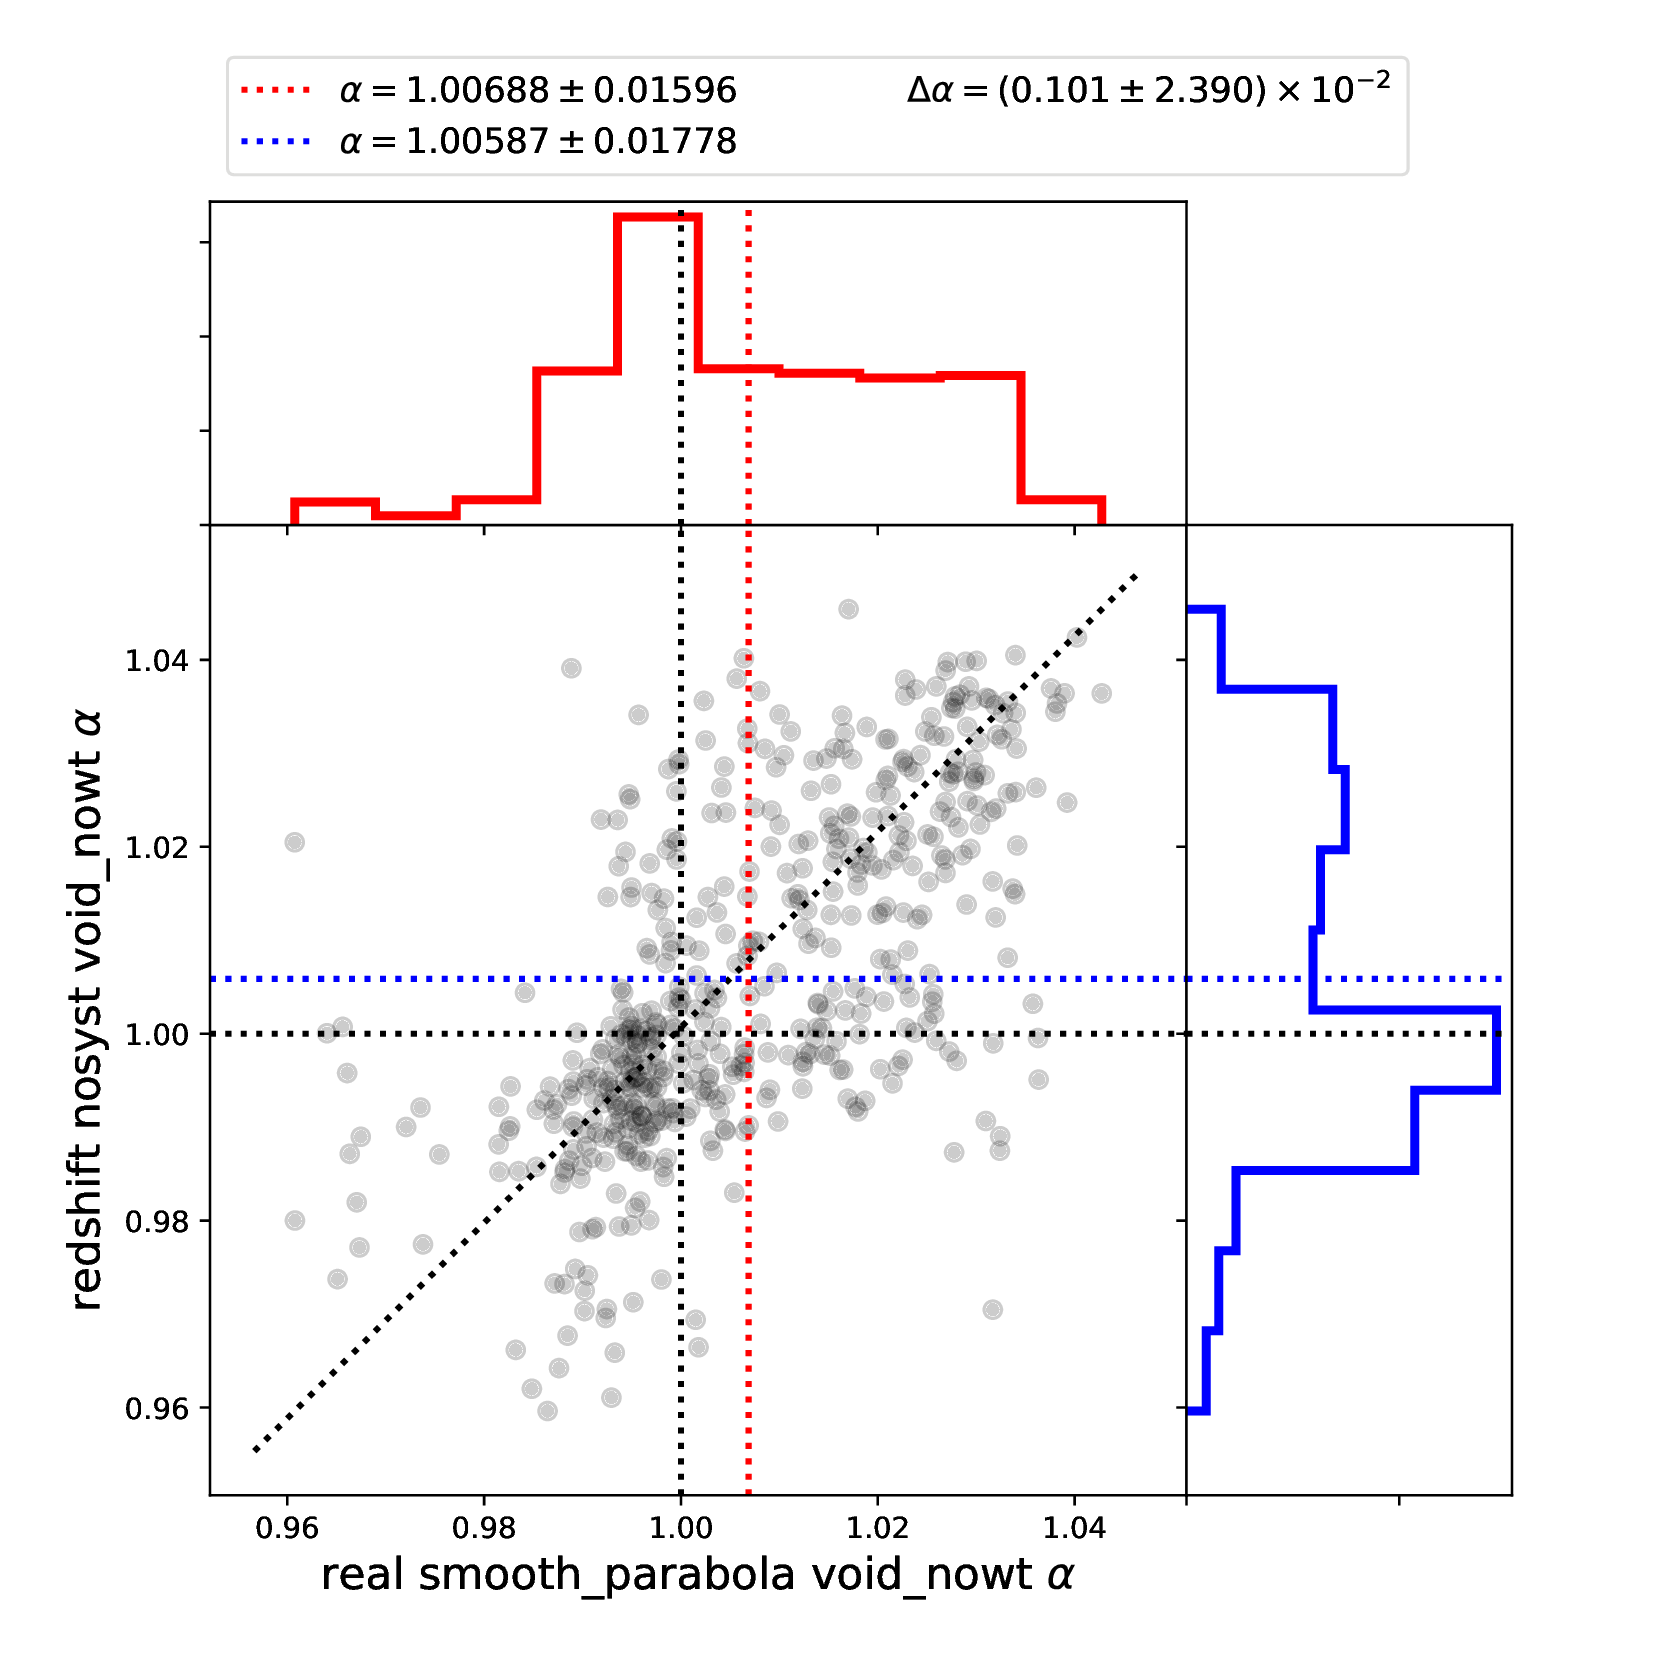 α = 1.00688 ± 0.01596
Δα = (0.101 ± 2.390) × 10⁻²
α = 1.00587 ± 0.01778
redshift nosyst void_nowt α
1.04
1.02
1.00
0.98
0.96
0.96 0.98 1.00 1.02 1.04
real smooth_parabola void_nowt α